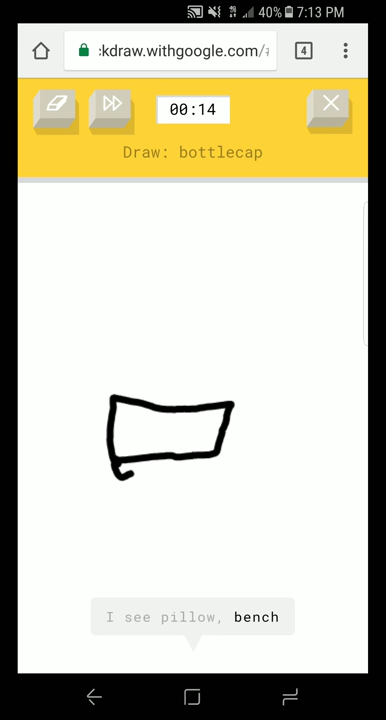 40% 7:13 PM
kdraw.withgoogle.com/
4
00:14
Draw: bottlecap
I see pillow, bench